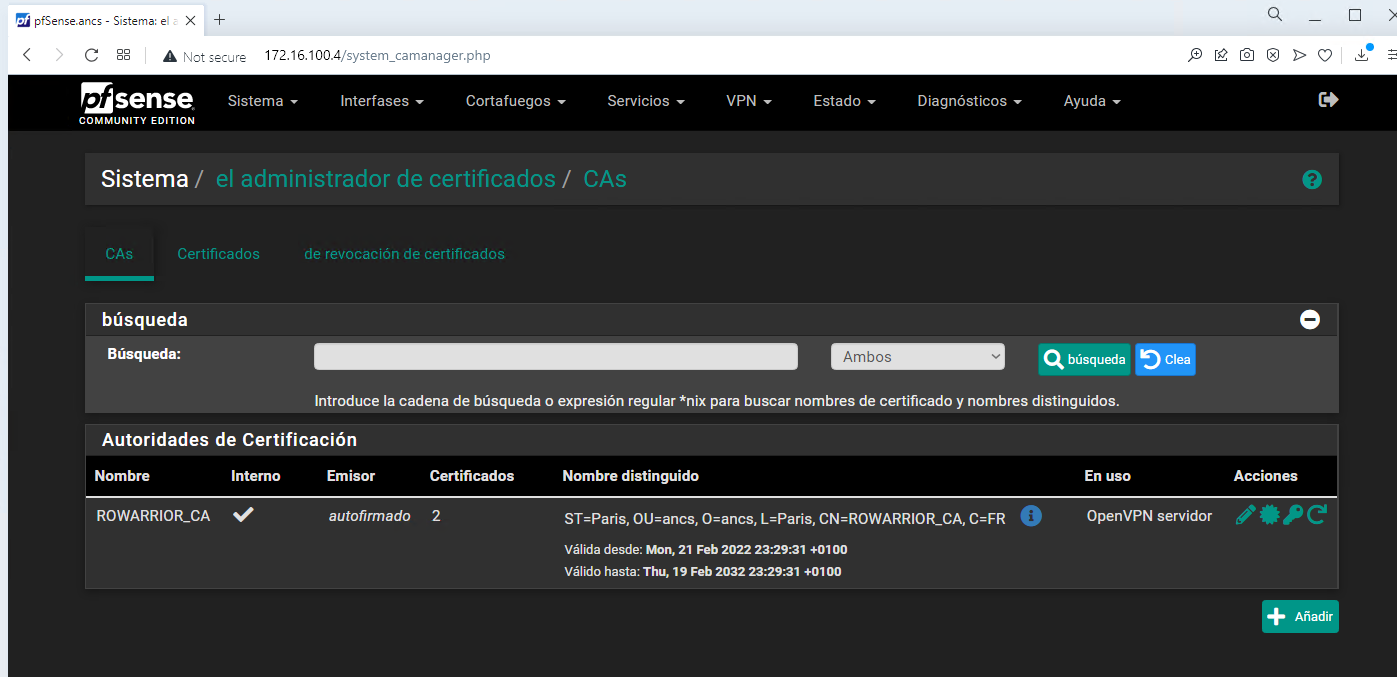 pfSense.ancs - Sistema: el a
Not secure 172.16.100.4/system_camanager.php
pfsense COMMUNITY EDITION
Sistema Interfases Cortafuegos Servicios VPN Estado Diagnósticos Ayuda
Sistema / el administrador de certificados / CAs
CAs Certificados de revocación de certificados
búsqueda
Búsqueda: Ambos búsqueda Clea
Introduce la cadena de búsqueda o expresión regular *nix para buscar nombres de certificado y nombres distinguidos.
Autoridades de Certificación
Nombre Interno Emisor Certificados Nombre distinguido En uso Acciones
ROWARRIOR_CA autofirmado 2 ST=Paris, OU=ancs, O=ancs, L=Paris, CN=ROWARRIOR_CA, C=FR OpenVPN servidor
Válida desde: Mon, 21 Feb 2022 23:29:31 +0100
Válido hasta: Thu, 19 Feb 2032 23:29:31 +0100
Añadir